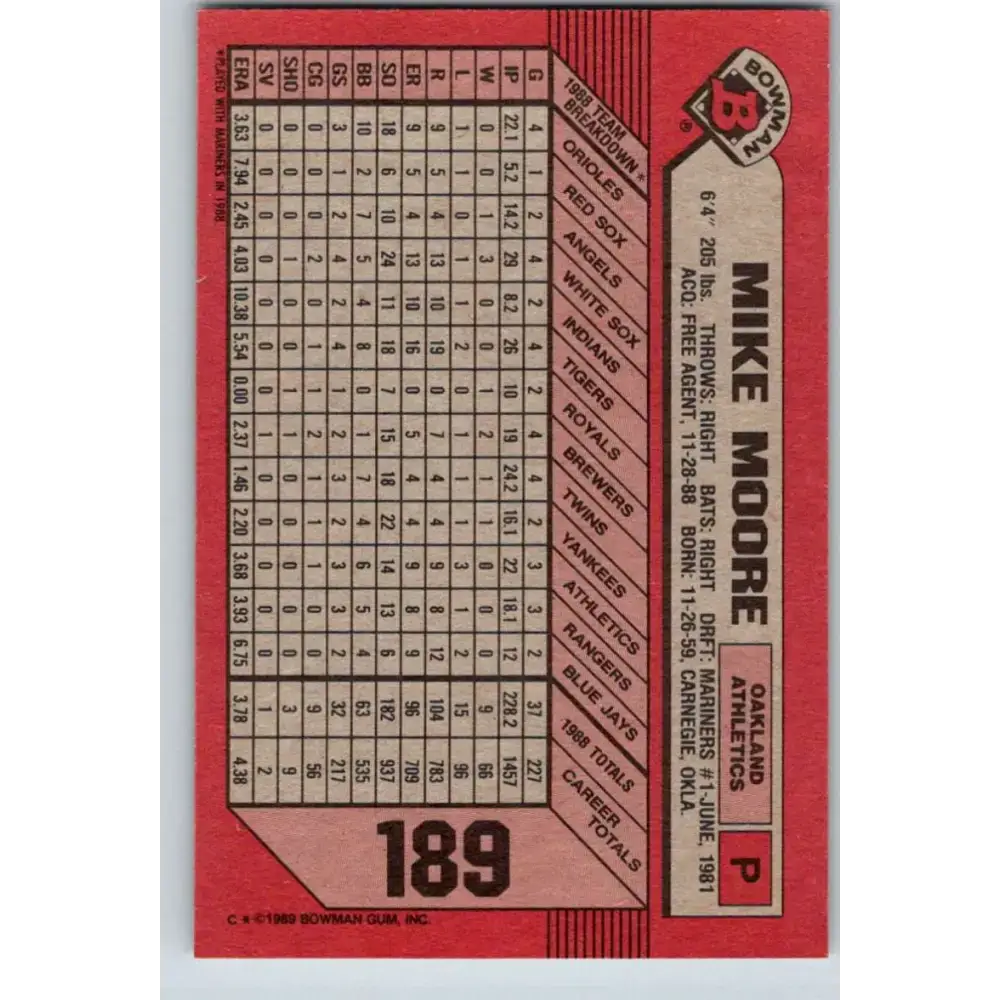 BOWMAN
B
®
MIKE MOORE
OAKLAND
ATHLETICS
P
6'4" 205 lbs. THROWS: RIGHT BATS: RIGHT DRFT: MARINERS #1-JUNE, 1981
ACQ: FREE AGENT, 11-28-88 BORN: 11-26-59, CARNEGIE, OKLA.
1988 TEAM BREAKDOWN* ORIOLES RED SOX ANGELS WHITE SOX INDIANS TIGERS ROYALS BREWERS TWINS YANKEES ATHLETICS RANGERS BLUE JAYS 1988 TOTALS CAREER TOTALS
G 4 1 2 4 2 4 2 4 4 2 3 3 2 37 227
IP 22.1 5.2 14.2 29 8.2 26 10 19 24.2 16.1 22 18.1 12 228.2 1457
W 0 0 1 3 0 0 1 2 1 1 0 0 0 9 66
L 1 1 0 1 1 2 0 1 1 1 3 1 2 15 96
R 9 5 4 13 10 19 0 7 4 4 9 8 12 104 783
ER 9 5 4 13 10 16 0 5 4 4 9 8 9 96 709
SO 18 6 10 24 11 18 7 15 18 22 14 13 6 182 937
BB 10 2 7 5 4 8 0 1 7 4 6 5 4 63 535
GS 3 1 2 4 2 4 1 2 3 2 3 3 2 32 217
CG 0 0 0 2 0 1 1 2 1 1 1 0 0 9 56
SHO 0 0 0 1 0 0 1 1 0 0 0 0 0 3 9
SV 0 0 0 0 0 0 0 1 0 0 0 0 0 1 2
ERA 3.63 7.94 2.45 4.03 10.38 5.54 0.00 2.37 1.46 2.20 3.68 3.93 6.75 3.78 4.38
*PLAYED WITH MARINERS IN 1988
189
C ★ ©1989 BOWMAN GUM, INC.